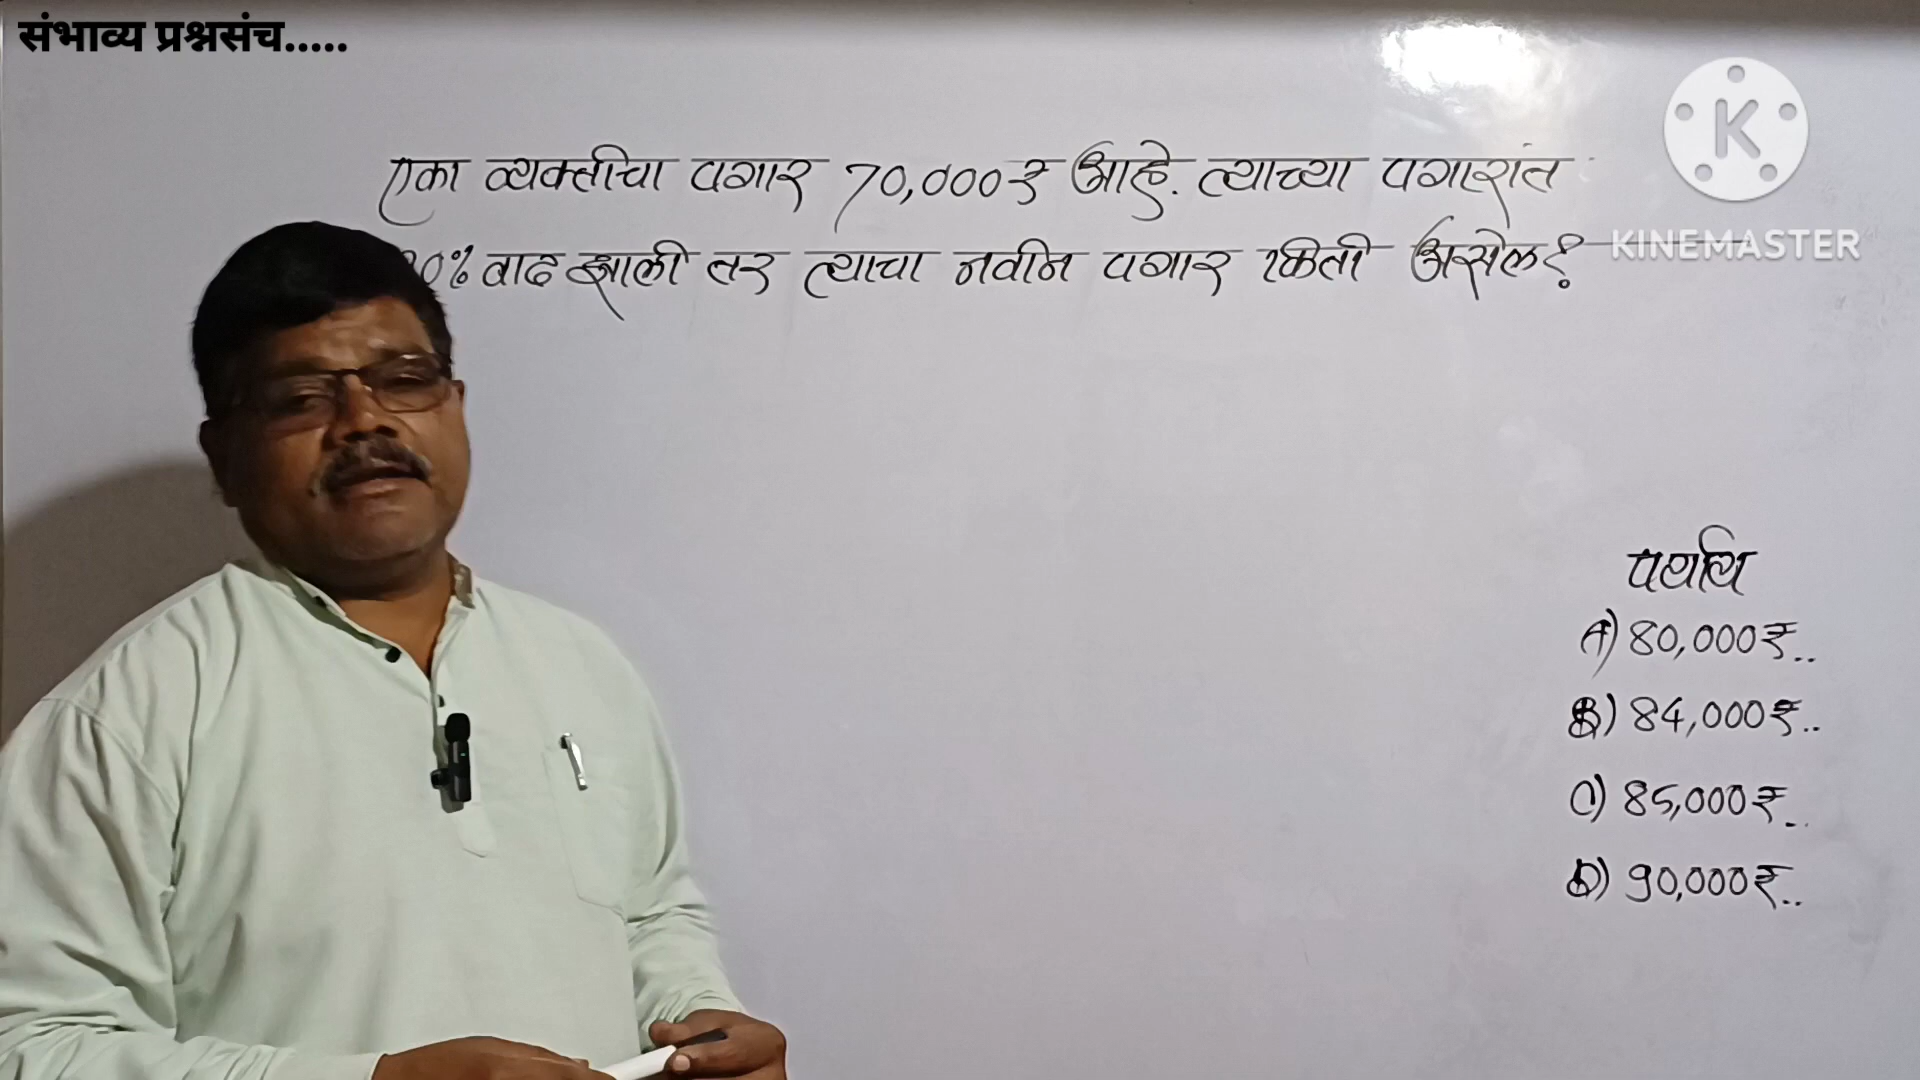 संभाव्य प्रश्नसंच.....
एका व्यक्तीचा पगार 70,000₹ आहे. त्याच्या पगारांत
0% वाढ झाली तर त्याचा नवीन पगार किती असेल?
KINEMASTER
पर्याय
A) 80,000₹..
B) 84,000₹..
C) 85,000₹..
D) 90,000₹..